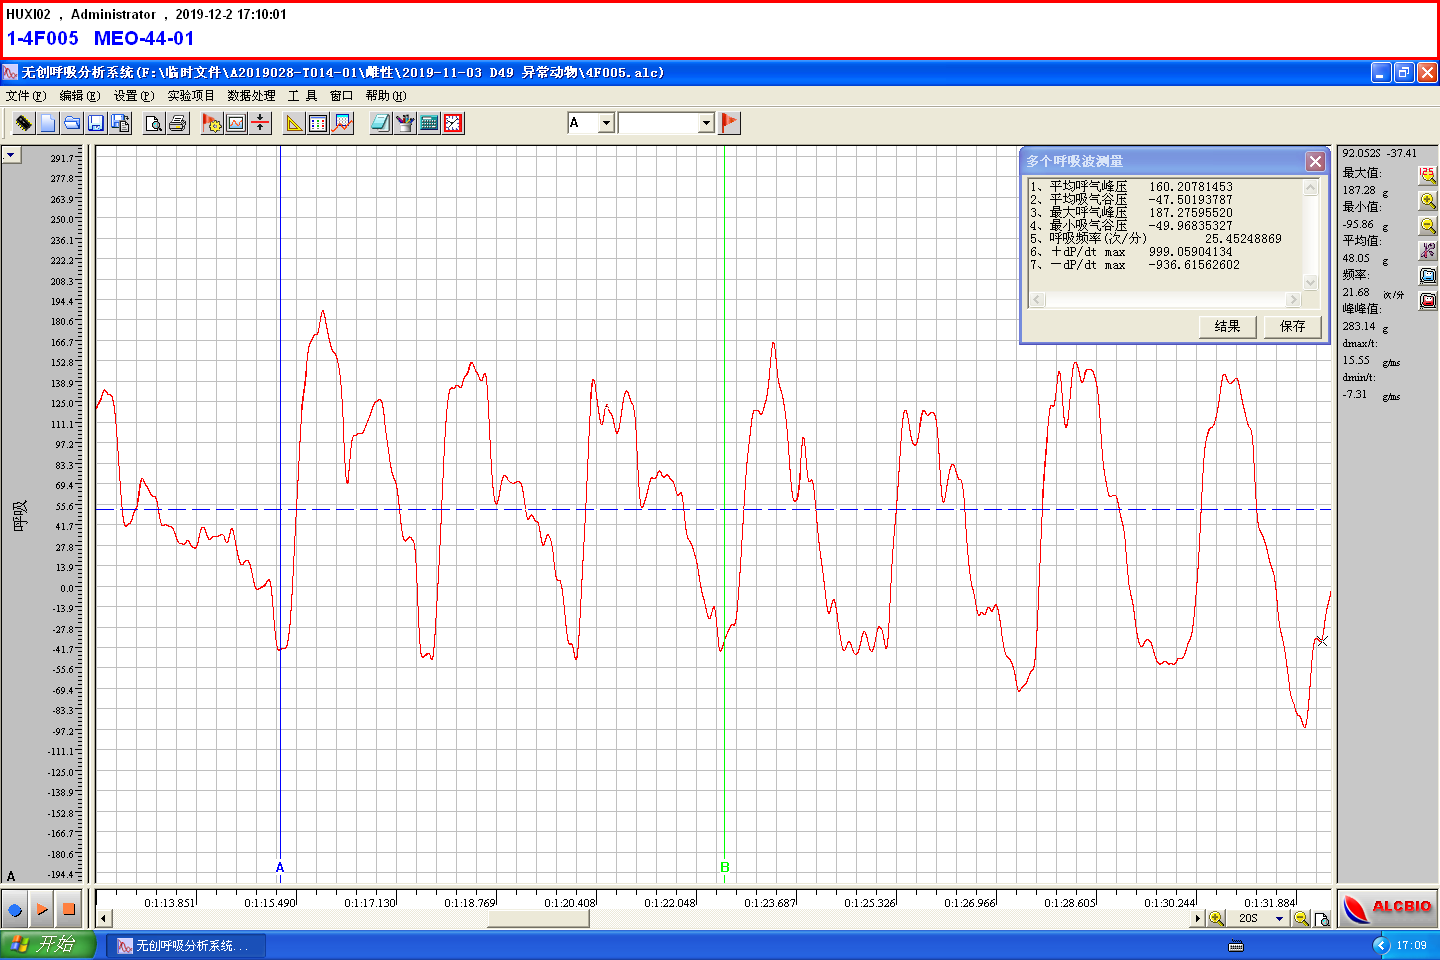 HUXI02 , Administrator , 2019-12-2 17:10:01
1-4F005 MEO-44-01
无创呼吸分析系统(F:\临时文件\A2019028-T014-01\雌性\2019-11-03 D49 异常动物\4F005.alc)
文件(F) 编辑(E) 设置(P) 实验项目 数据处理 工 具 窗口 帮助(H)
A
291.7
277.8
263.9
250.0
236.1
222.2
208.3
194.4
180.6
166.7
152.8
138.9
125.0
111.1
97.2
83.3
69.4
55.6
41.7
27.8
13.9
0.0
-13.9
-27.8
-41.7
-55.6
-69.4
-83.3
-97.2
-111.1
-125.0
-138.9
-152.8
-166.7
-180.6
-194.4
呼吸
A
A
B
多个呼吸波测量
1、平均呼气峰压 160.20781453
2、平均吸气谷压 -47.50193787
3、最大呼气峰压 187.27595520
4、最小吸气谷压 -49.96835327
5、呼吸频率(次/分) 25.45248869
6、＋dP/dt max 999.05904134
7、－dP/dt max -936.61562602
结果 保存
92.052S -37.41
最大值:
187.28 g
最小值:
-95.86 g
平均值:
48.05 g
频率:
21.68 次/分
峰峰值:
283.14 g
dmax/t:
15.55 g/ms
dmin/t:
-7.31 g/ms
125
0:1:13.851 0:1:15.490 0:1:17.130 0:1:18.769 0:1:20.408 0:1:22.048 0:1:23.687 0:1:25.326 0:1:26.966 0:1:28.605 0:1:30.244 0:1:31.884
20S
ALCBIO
开始
无创呼吸分析系统...
17:09